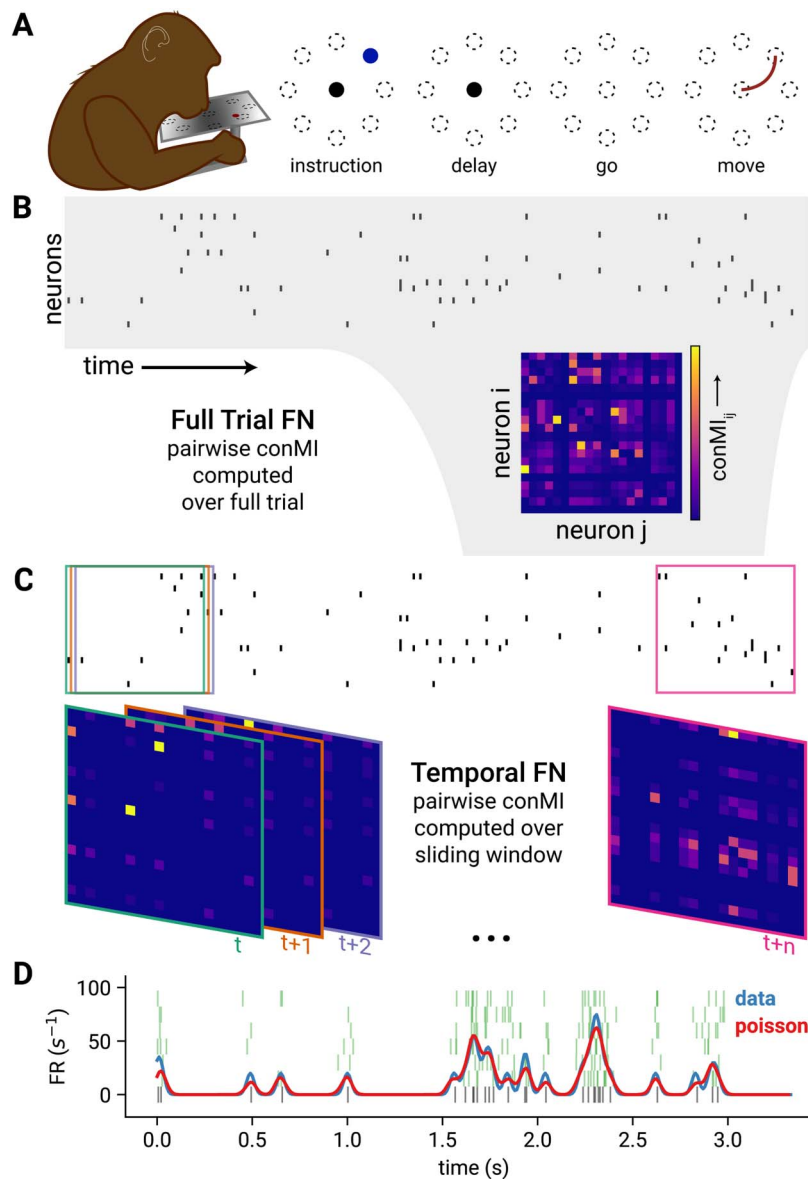 A
instruction
delay
go
move
B
neurons
time
Full Trial FN
pairwise conMI
computed
over full trial
neuron i
neuron j
conMI_ij
C
Temporal FN
pairwise conMI
computed over
sliding window
t
t+1
t+2
...
t+n
D
FR (s⁻¹)
100
50
0
data
poisson
0.0 0.5 1.0 1.5 2.0 2.5 3.0
time (s)